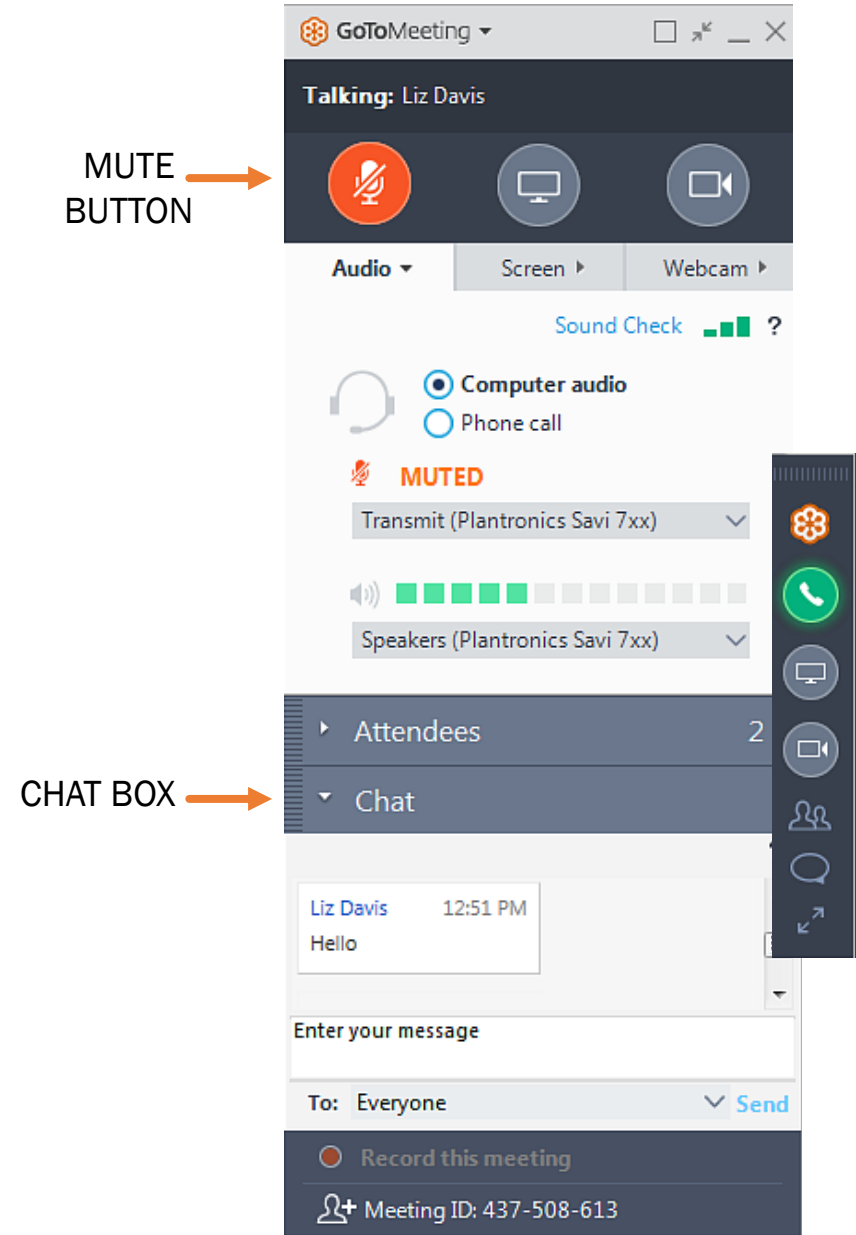 GoToMeeting
Talking: Liz Davis
MUTE
BUTTON
Audio Screen Webcam
Sound Check ?
Computer audio
Phone call
MUTED
Transmit (Plantronics Savi 7xx)
Speakers (Plantronics Savi 7xx)
Attendees 2
CHAT BOX
Chat
Liz Davis 12:51 PM
Hello
Enter your message
To: Everyone Send
Record this meeting
Meeting ID: 437-508-613